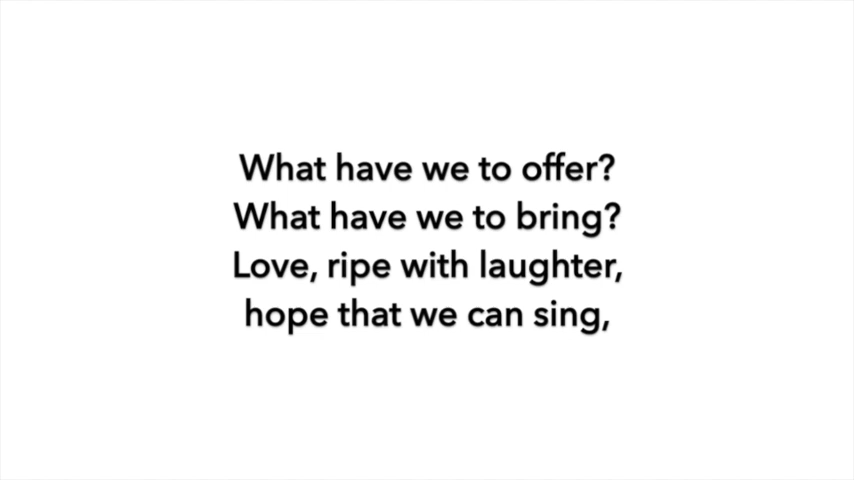 What have we to offer?
What have we to bring?
Love, ripe with laughter,
hope that we can sing,